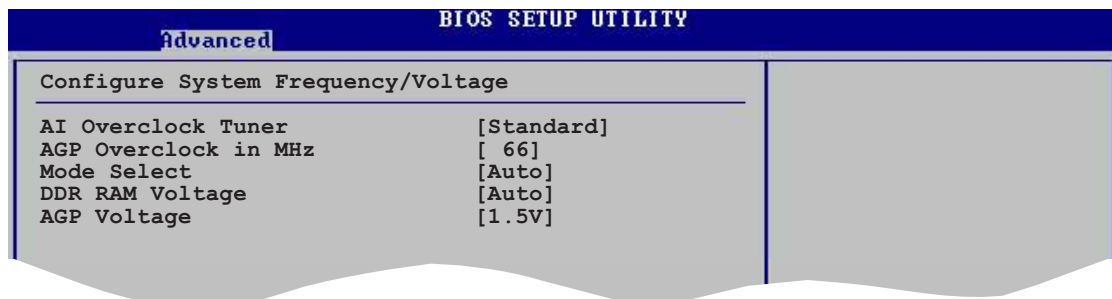 BIOS SETUP UTILITY
Advanced
Configure System Frequency/Voltage
AI Overclock Tuner [Standard]
AGP Overclock in MHz [ 66]
Mode Select [Auto]
DDR RAM Voltage [Auto]
AGP Voltage [1.5V]